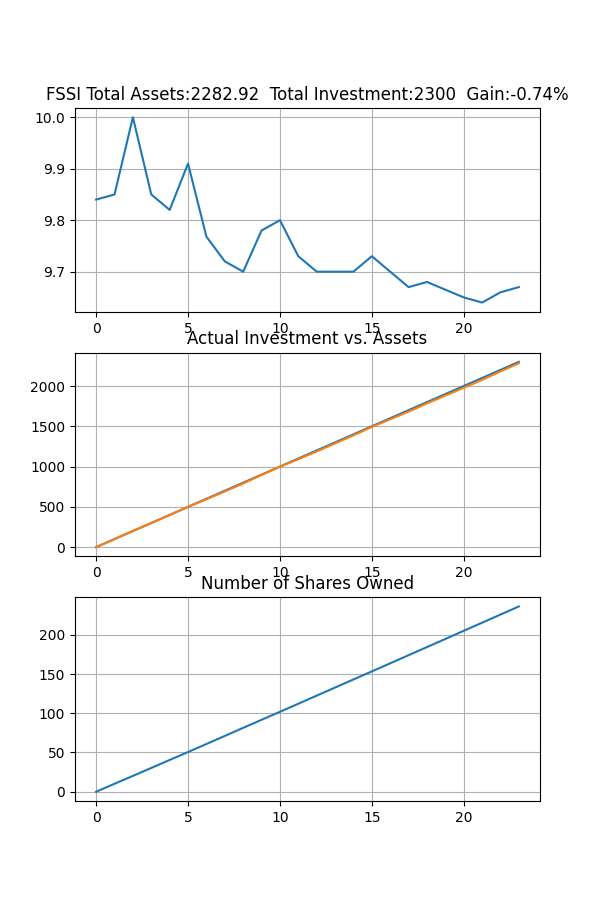 FSSI Total Assets:2282.92  Total Investment:2300  Gain:-0.74%
10.0
9.9
9.8
9.7
0 5 10 15 20
Actual Investment vs. Assets
2000
1500
1000
500
0
0 5 10 15 20
Number of Shares Owned
200
150
100
50
0
0 5 10 15 20